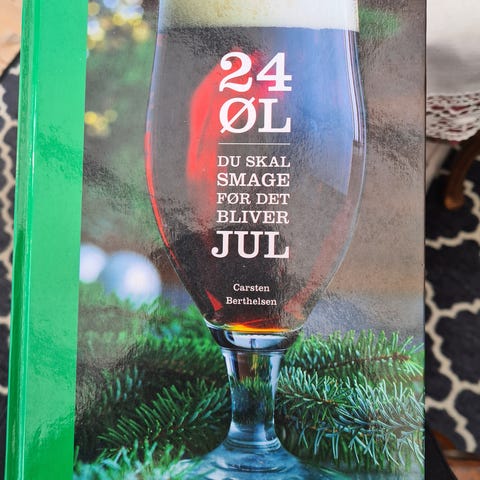 24
ØL
DU SKAL
SMAGE
FØR DET
BLIVER
JUL
Carsten
Berthelsen